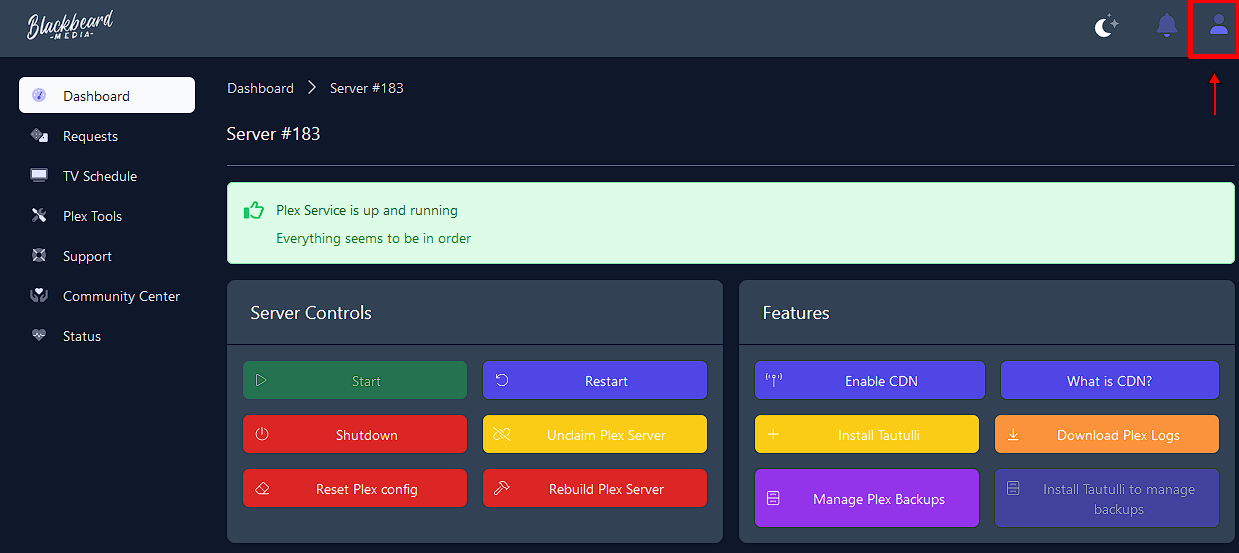 Blackbeard
-MEDIA-
Dashboard
Requests
TV Schedule
Plex Tools
Support
Community Center
Status
Dashboard > Server #183
Server #183
Plex Service is up and running
Everything seems to be in order
Server Controls
Start
Restart
Shutdown
Unclaim Plex Server
Reset Plex config
Rebuild Plex Server
Features
Enable CDN
What is CDN?
Install Tautulli
Download Plex Logs
Manage Plex Backups
Install Tautulli to manage
backups